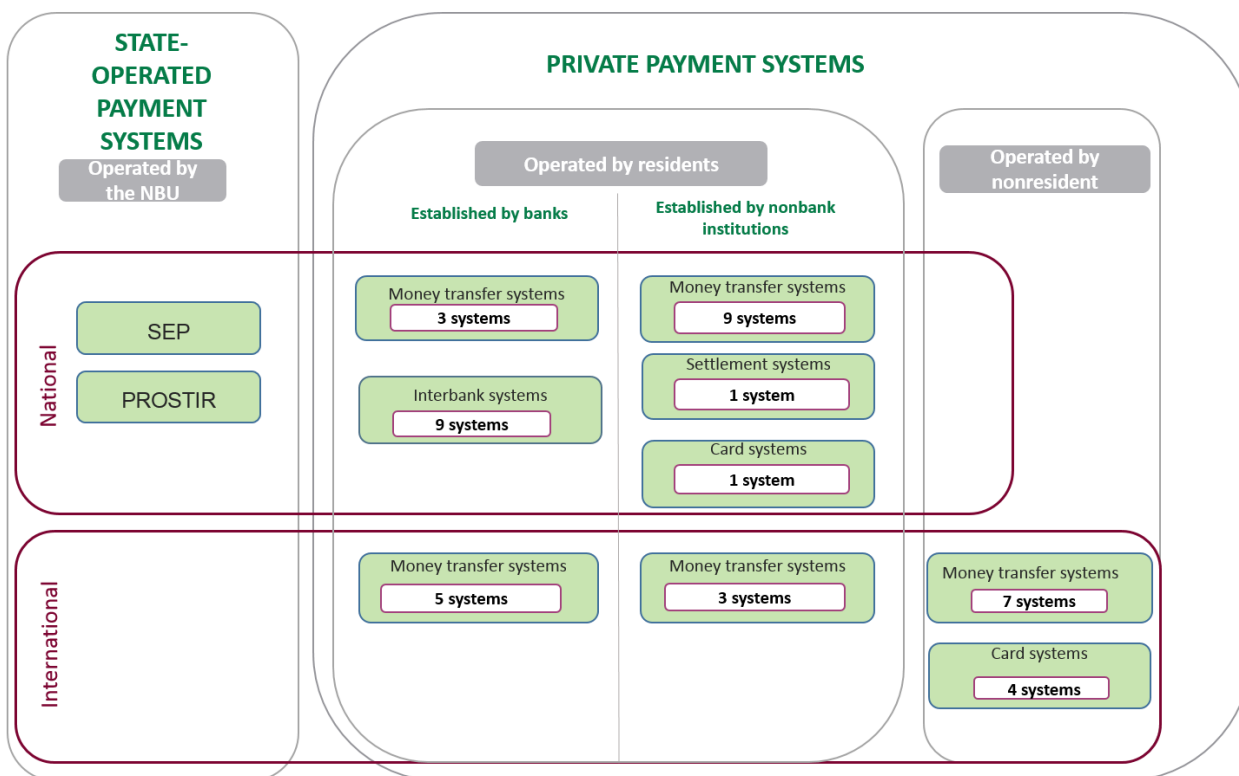 STATE-
OPERATED
PAYMENT
SYSTEMS
Operated by
the NBU
PRIVATE PAYMENT SYSTEMS
Operated by residents
Operated by
nonresident
Established by banks
Established by nonbank
institutions
National
SEP
PROSTIR
Money transfer systems
3 systems
Interbank systems
9 systems
Money transfer systems
9 systems
Settlement systems
1 system
Card systems
1 system
International
Money transfer systems
5 systems
Money transfer systems
3 systems
Money transfer systems
7 systems
Card systems
4 systems